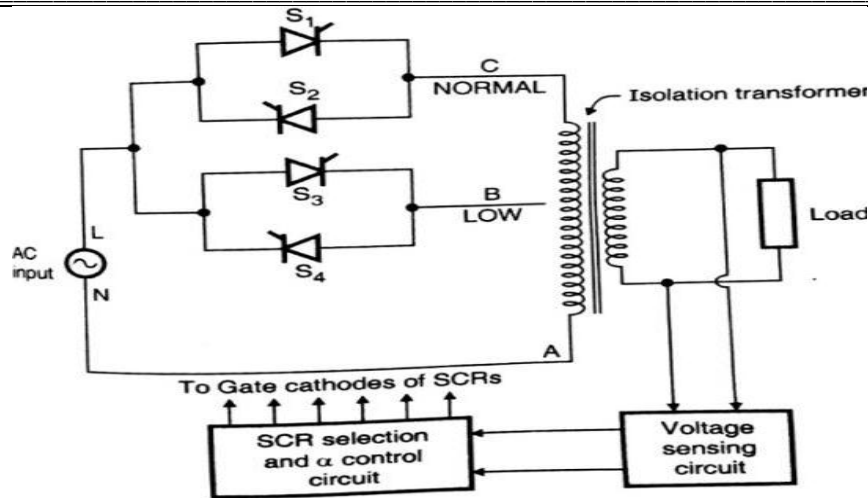 S1
C
NORMAL
Isolation transformer
S2
S3
B
LOW
L
AC
input
N
S4
Load
A
To Gate cathodes of SCRs
SCR selection
and α control
circuit
Voltage
sensing
circuit